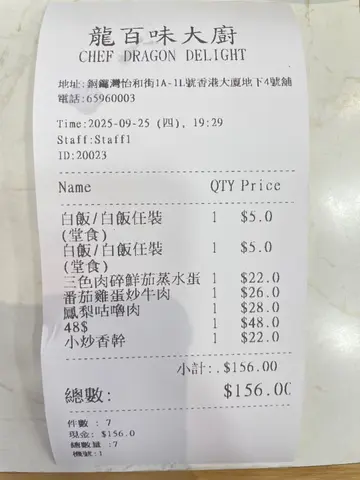 龍百味大廚
CHEF DRAGON DELIGHT
地址:銅鑼灣怡和街1A-1L號香港大廈地下4號舖
電話:65960003
Time:2025-09-25 (四), 19:29
Staff:Staff1
ID:20023
Name QTY Price
白飯/白飯任裝 1 $5.0
(堂食)
白飯/白飯任裝 1 $5.0
(堂食)
三色肉碎鮮茄蒸水蛋 1 $22.0
番茄雞蛋炒牛肉 1 $26.0
鳳梨咕嚕肉 1 $28.0
48$ 1 $48.0
小炒香幹 1 $22.0
小計:.$156.0
總數: $156.0
件數 : 7
現金: $156.0
總數量 :7
機號:1